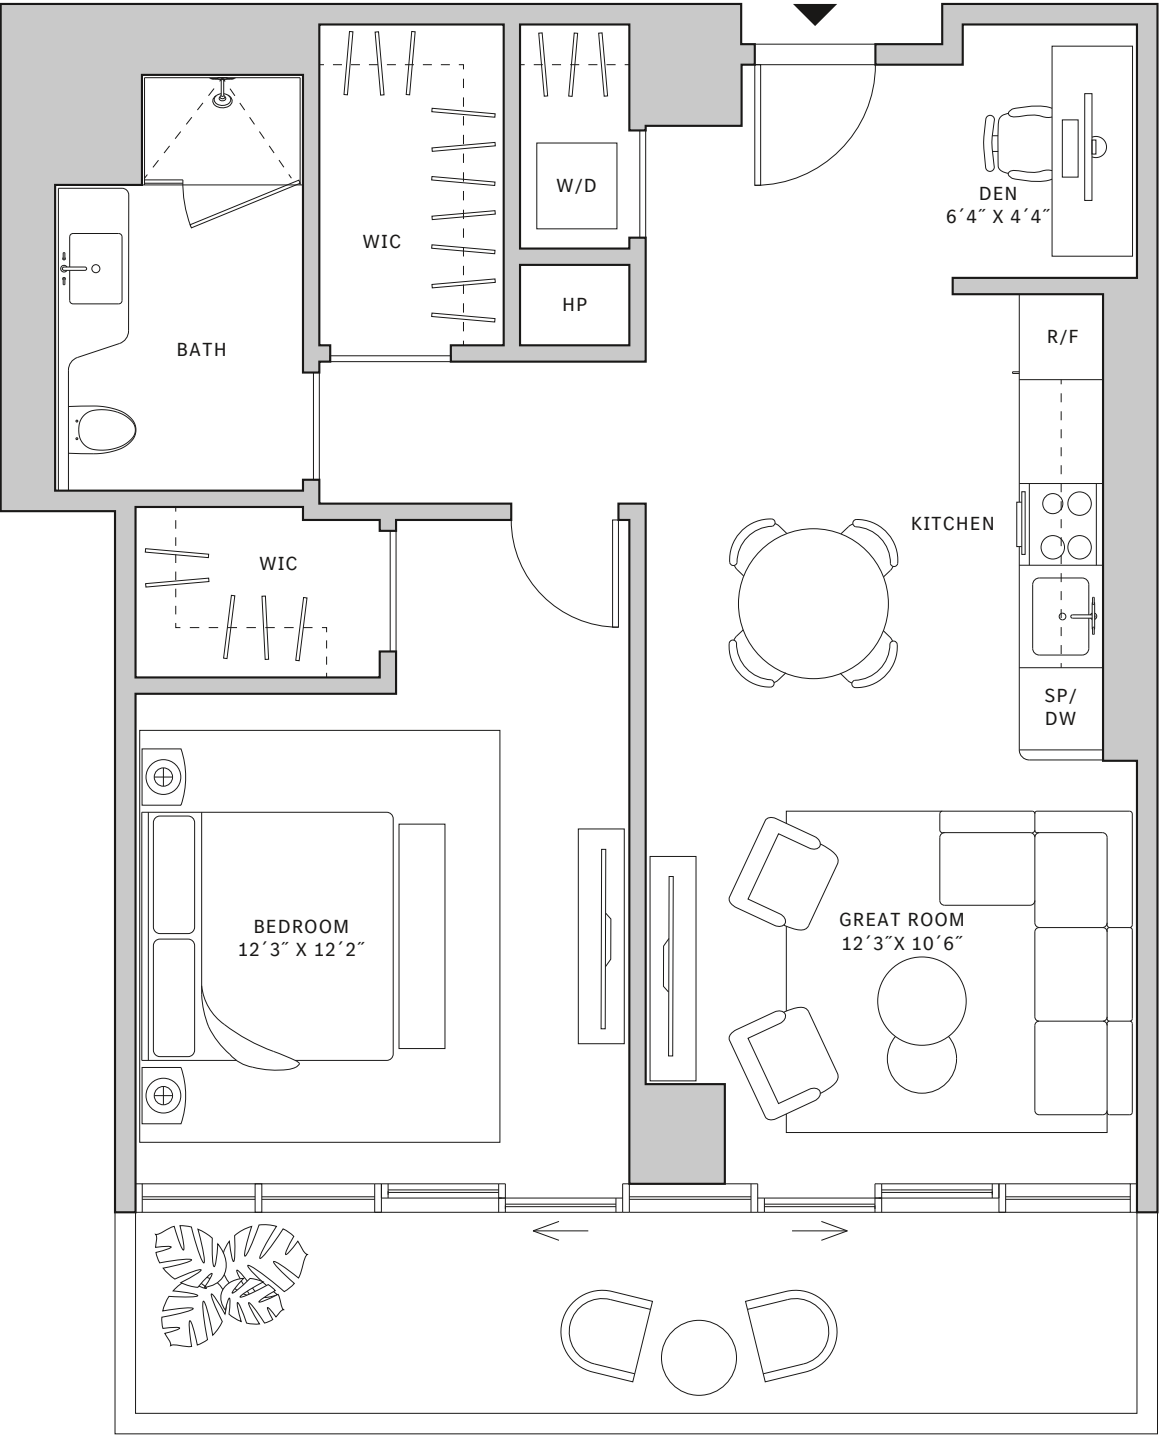 W/D
DEN
6´4˝ X 4´4˝
WIC
HP
R/F
BATH
KITCHEN
WIC
SP/
DW
GREAT ROOM
12´3˝X 10´6˝
BEDROOM
12´3˝ X 12´2˝